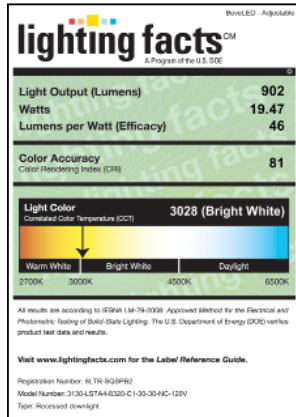 BoveLED - Adjustable
lighting facts CM
A Program of the U.S. DOE
Light Output (Lumens) 902
Watts 19.47
Lumens per Watt (Efficacy) 46
Color Accuracy
Color Rendering Index (CRI) 81
Light Color
Correlated Color Temperature (CCT) 3028 (Bright White)
Warm White Bright White Daylight
2700K 3000K 4500K 6500K
All results are according to IESNA LM-79-2008: Approved Method for the Electrical and
Photometric Testing of Solid-State Lighting. The U.S. Department of Energy (DOE) verifies
product test data and results.
Visit www.lightingfacts.com for the Label Reference Guide.
Registration Number: 8LTR-SQSPB2
Model Number: 3130-LSTA4-8320-C1-30-36-NC-120V
Type: Recessed downlight